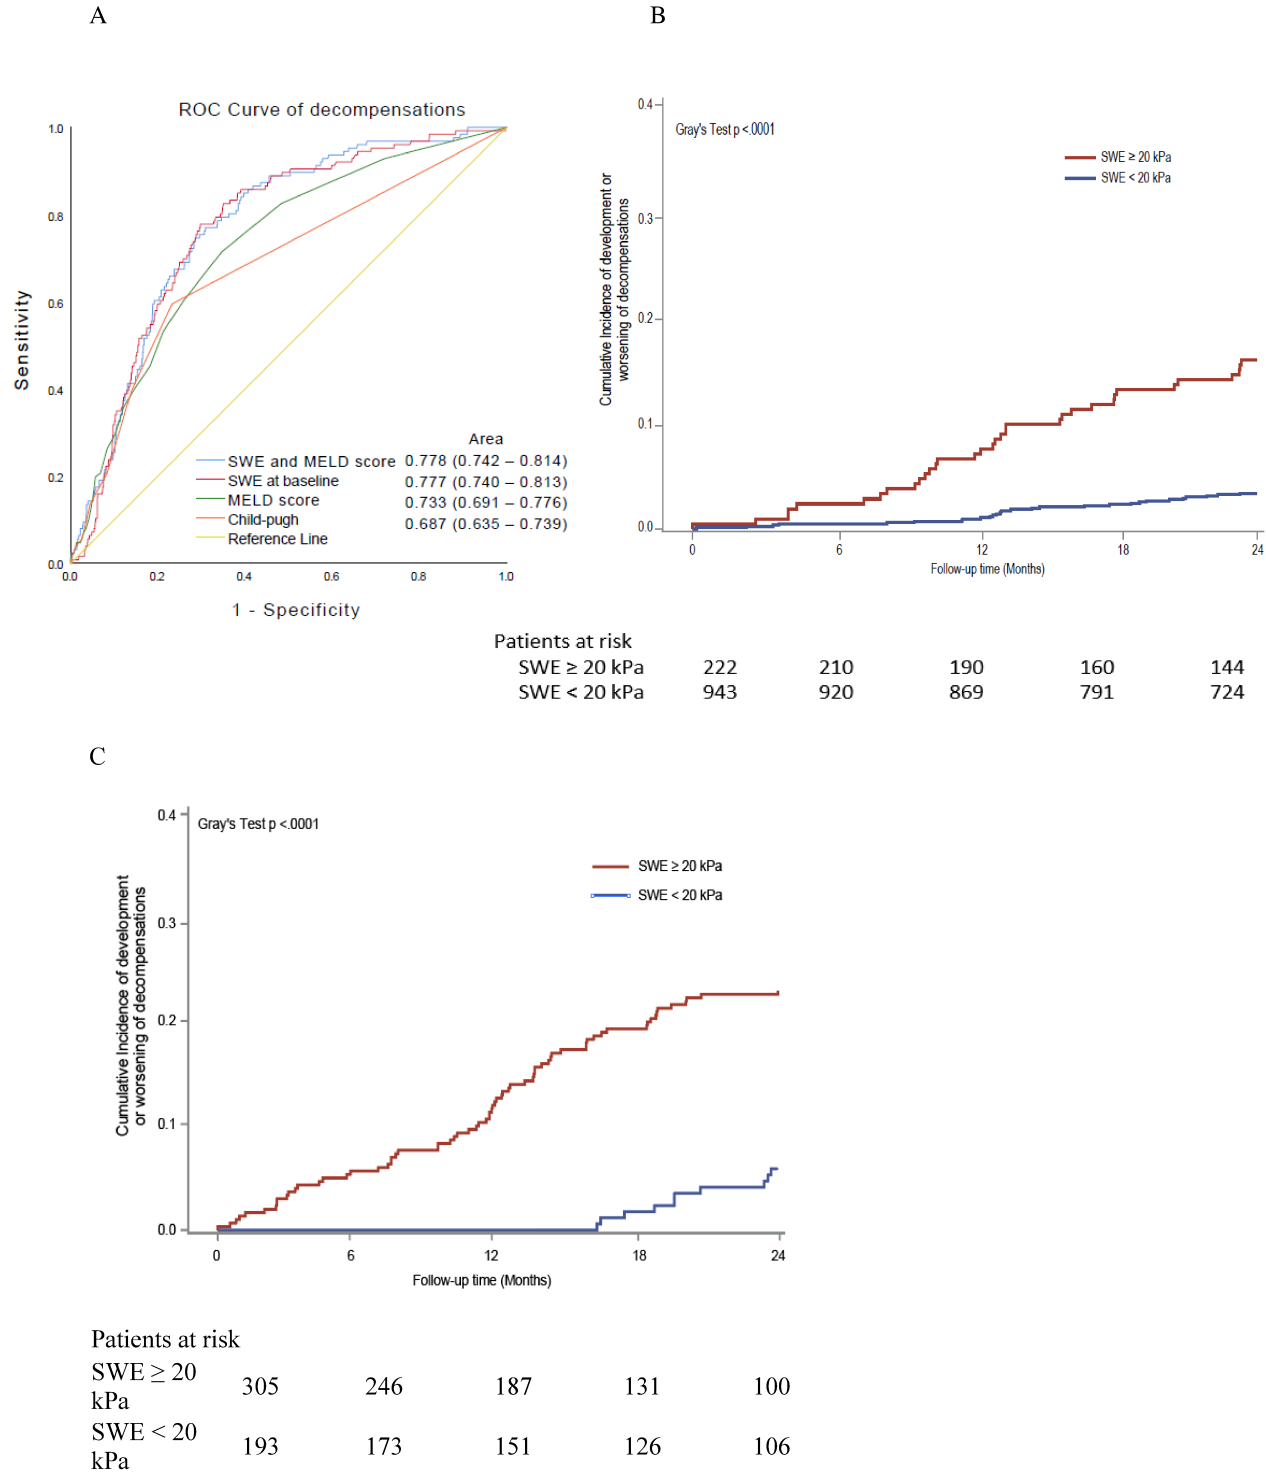 A
B
ROC Curve of decompensations
1.0
0.8
0.6
0.4
0.2
0.0
0.0 0.2 0.4 0.6 0.8 1.0
Sensitivity
1 - Specificity
Area
SWE and MELD score 0.778 (0.742 – 0.814)
SWE at baseline 0.777 (0.740 – 0.813)
MELD score 0.733 (0.691 – 0.776)
Child-pugh 0.687 (0.635 – 0.739)
Reference Line
Cumulative Incidence of development or
worsening of decompensations
0.4
0.3
0.2
0.1
0.0
Gray's Test p <.0001
SWE ≥ 20 kPa
SWE < 20 kPa
0 6 12 18 24
Follow-up time (Months)
Patients at risk
SWE ≥ 20 kPa 222 210 190 160 144
SWE < 20 kPa 943 920 869 791 724
C
Cumulative Incidence of development
or worsening of decompensations
0.4
0.3
0.2
0.1
0.0
Gray's Test p <.0001
SWE ≥ 20 kPa
SWE < 20 kPa
0 6 12 18 24
Follow-up time (Months)
Patients at risk
SWE ≥ 20
kPa
305 246 187 131 100
SWE < 20
kPa
193 173 151 126 106